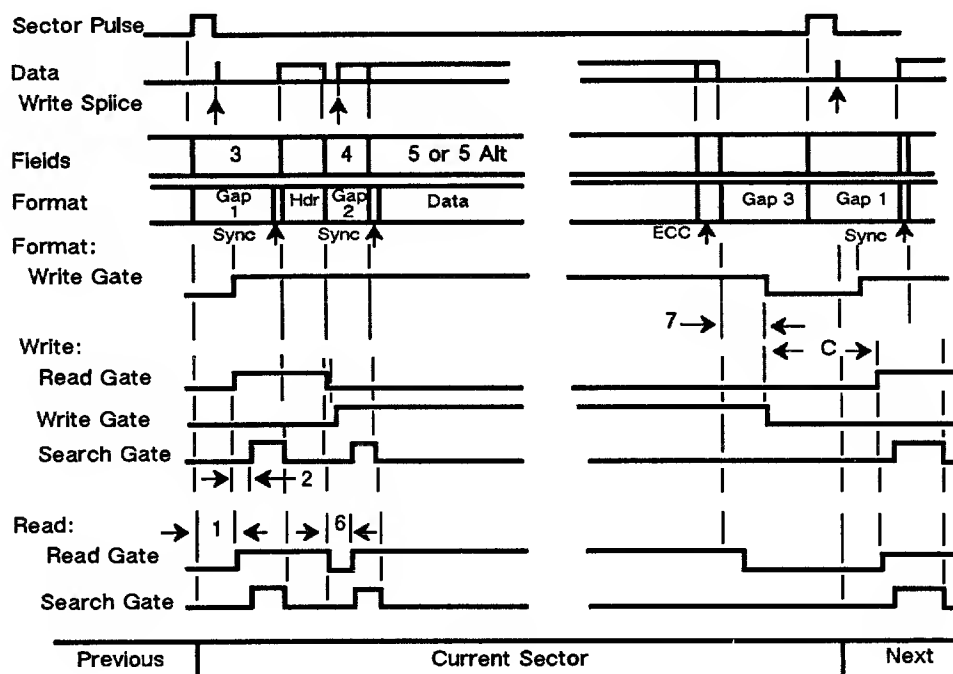 Sector Pulse
Data
Write Splice
Fields 3 4 5 or 5 Alt
Format Gap 1 Hdr Gap 2 Data Gap 3 Gap 1
Sync Sync ECC Sync
Format:
Write Gate
7
Write: C
Read Gate
Write Gate
Search Gate
2
Read: 1 6
Read Gate
Search Gate
Previous Current Sector Next